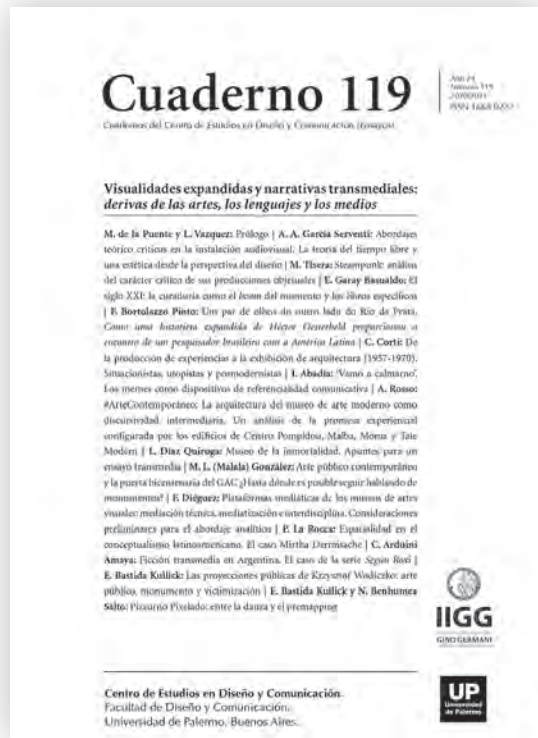 Cuaderno 119
Cuadernos del Centro de Estudios en Diseño y Comunicación [Ensayos]
Año 21
Número 119
2020/2021
ISSN 1668-0227
Visualidades expandidas y narrativas transmediales:
derivas de las artes, los lenguajes y los medios
M. de la Puente y L. Vazquez: Prólogo | A. A. García Serventi: Abordajes
teórico críticos en la instalación audiovisual. La teoría del tiempo libre y
una estética desde la perspectiva del diseño | M. Tisera: Steampunk: análisis
del carácter crítico de sus producciones objetuales | E. Garay Basualdo: El
siglo XXI: la curaduría como el boom del momento y los libros específicos
| P. Bortolazzo Pinto: Um par de olhos do outro lado do Rio da Prata.
Como uma historieta expandida de Héctor Oesterheld proporcionou o
encontro de um pesquisador brasileiro com a América Latina | C. Corti: De
la producción de experiencias a la exhibición de arquitectura (1957-1970).
Situacionistas, utopistas y posmodernistas | I. Abadía: 'Vamo a calmarno'.
Los memes como dispositivos de referencialidad comunicativa | A. Rosso:
#ArteContemporáneo: La arquitectura del museo de arte moderno como
discursividad intermediaria. Un análisis de la promesa experiencial
configurada por los edificios de Centro Pompidou, Malba, Moma y Tate
Modern | L. Díaz Quiroga: Museo de la inmortalidad. Apuntes para un
ensayo transmedia | M. L. (Malala) González: Arte público contemporáneo
y la puesta bicentenaria del GAC ¿Hasta dónde es posible seguir hablando de
monumentos? | F. Diéguez: Plataformas mediáticas de los museos de artes
visuales: mediación técnica, mediatización e interdisciplina. Consideraciones
preliminares para el abordaje analítico | P. La Rocca: Espacialidad en el
conceptualismo latinoamericano. El caso Mirtha Dermisache | C. Arduini
Amaya: Ficción transmedia en Argentina. El caso de la serie Según Roxi |
E. Bastida Kullick: Las proyecciones públicas de Krzysztof Wodiczko: arte
público, monumento y victimización | E. Bastida Kullick y N. Benhumea
Salto: Pizzurno Pixelado: entre la danza y el premapping
IIGG
GINO GERMANI
Centro de Estudios en Diseño y Comunicación.
Facultad de Diseño y Comunicación.
Universidad de Palermo. Buenos Aires.
UP
Universidad
de Palermo